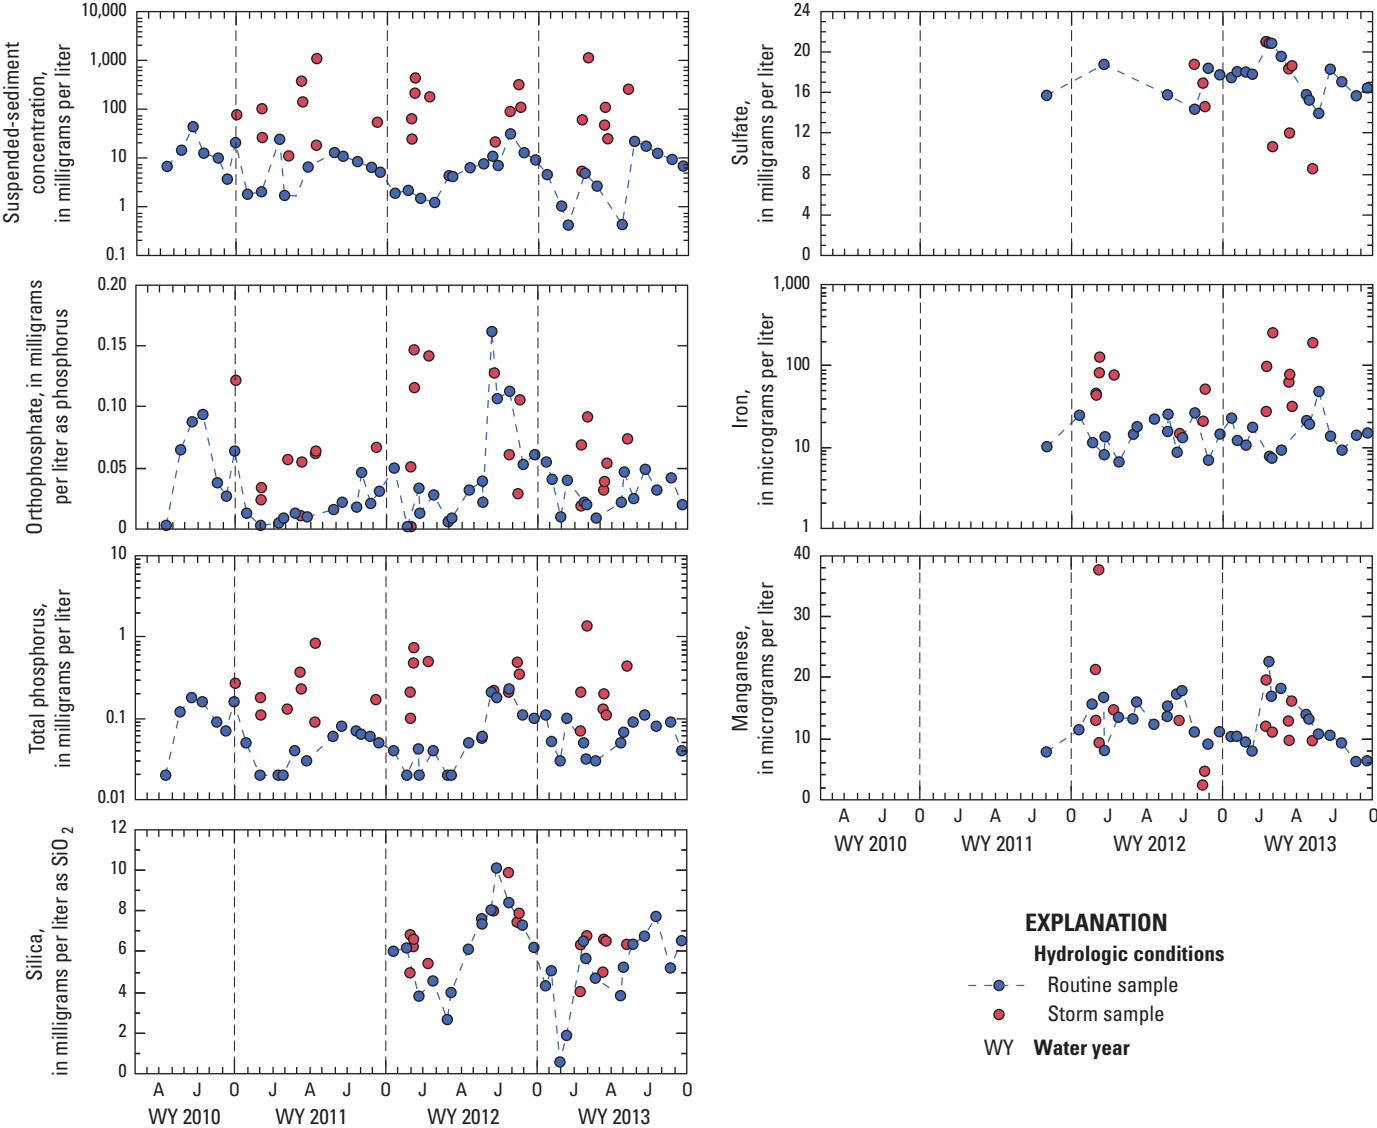 Suspended-sediment
concentration,
in milligrams per liter
10,000
1,000
100
10
1
0.1
Orthophosphate, in milligrams
per liter as phosphorus
0.20
0.15
0.10
0.05
0
Total phosphorus,
in milligrams per liter
10
1
0.1
0.01
Silica,
in milligrams per liter as SiO2
12
10
8
6
4
2
0
A J O J A J O J A J O J A J O
WY 2010 WY 2011 WY 2012 WY 2013
Sulfate,
in milligrams per liter
24
20
16
12
8
4
0
Iron,
in micrograms per liter
1,000
100
10
1
Manganese,
in micrograms per liter
40
30
20
10
0
A J O J A J O J A J O J A J O
WY 2010 WY 2011 WY 2012 WY 2013
EXPLANATION
Hydrologic conditions
Routine sample
Storm sample
WY Water year